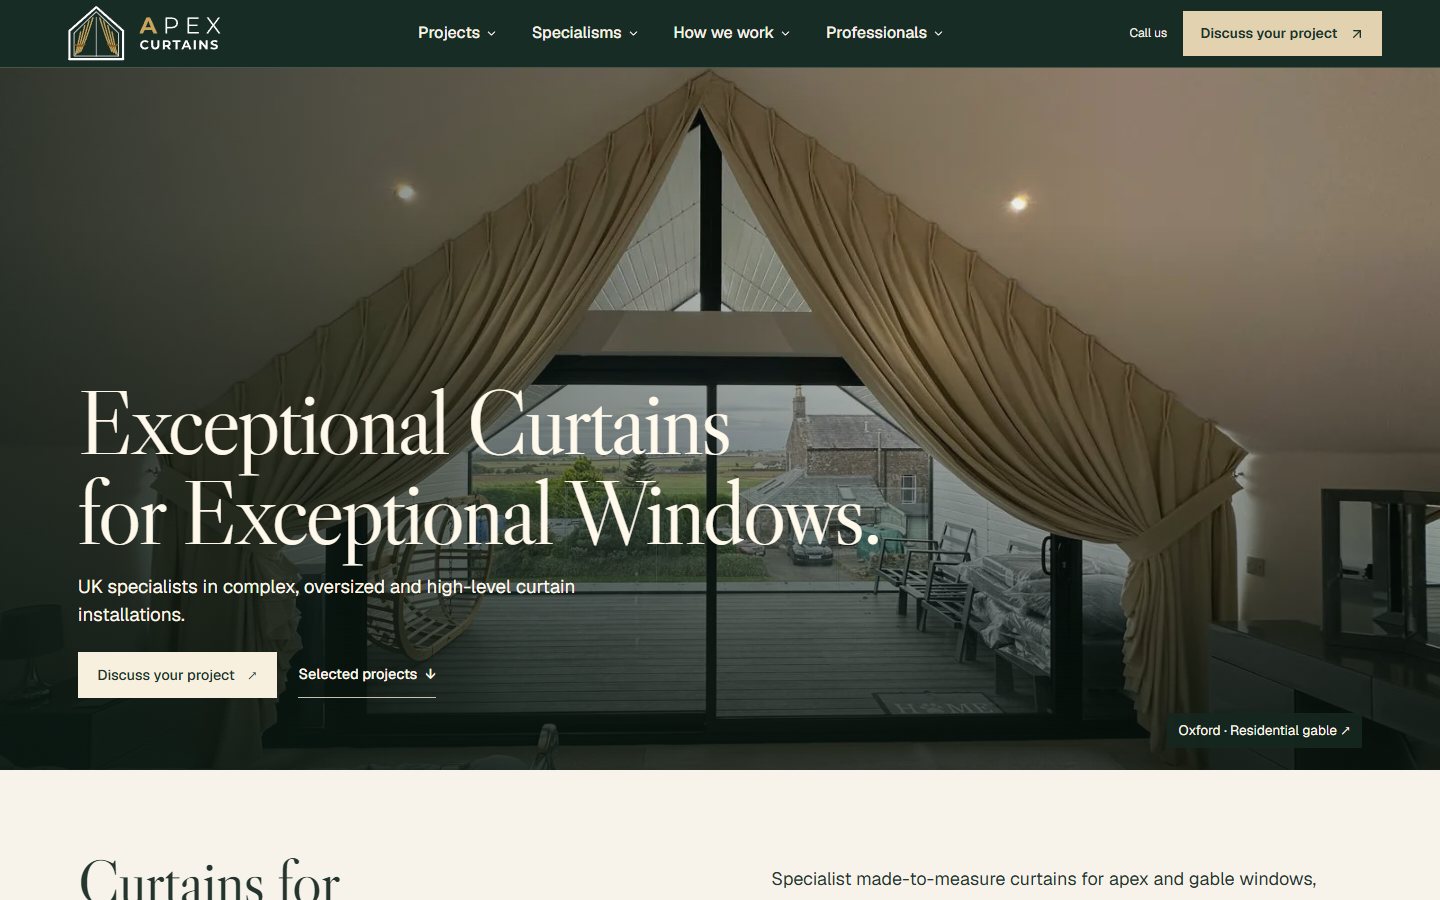 APEX
CURTAINS
Projects
Specialisms
How we work
Professionals
Call us
Discuss your project
Exceptional Curtains
for Exceptional Windows.
UK specialists in complex, oversized and high-level curtain
installations.
Discuss your project ↗
Selected projects ↓
HOME
Oxford · Residential gable ↗
Curtains for
Specialist made-to-measure curtains for apex and gable windows,